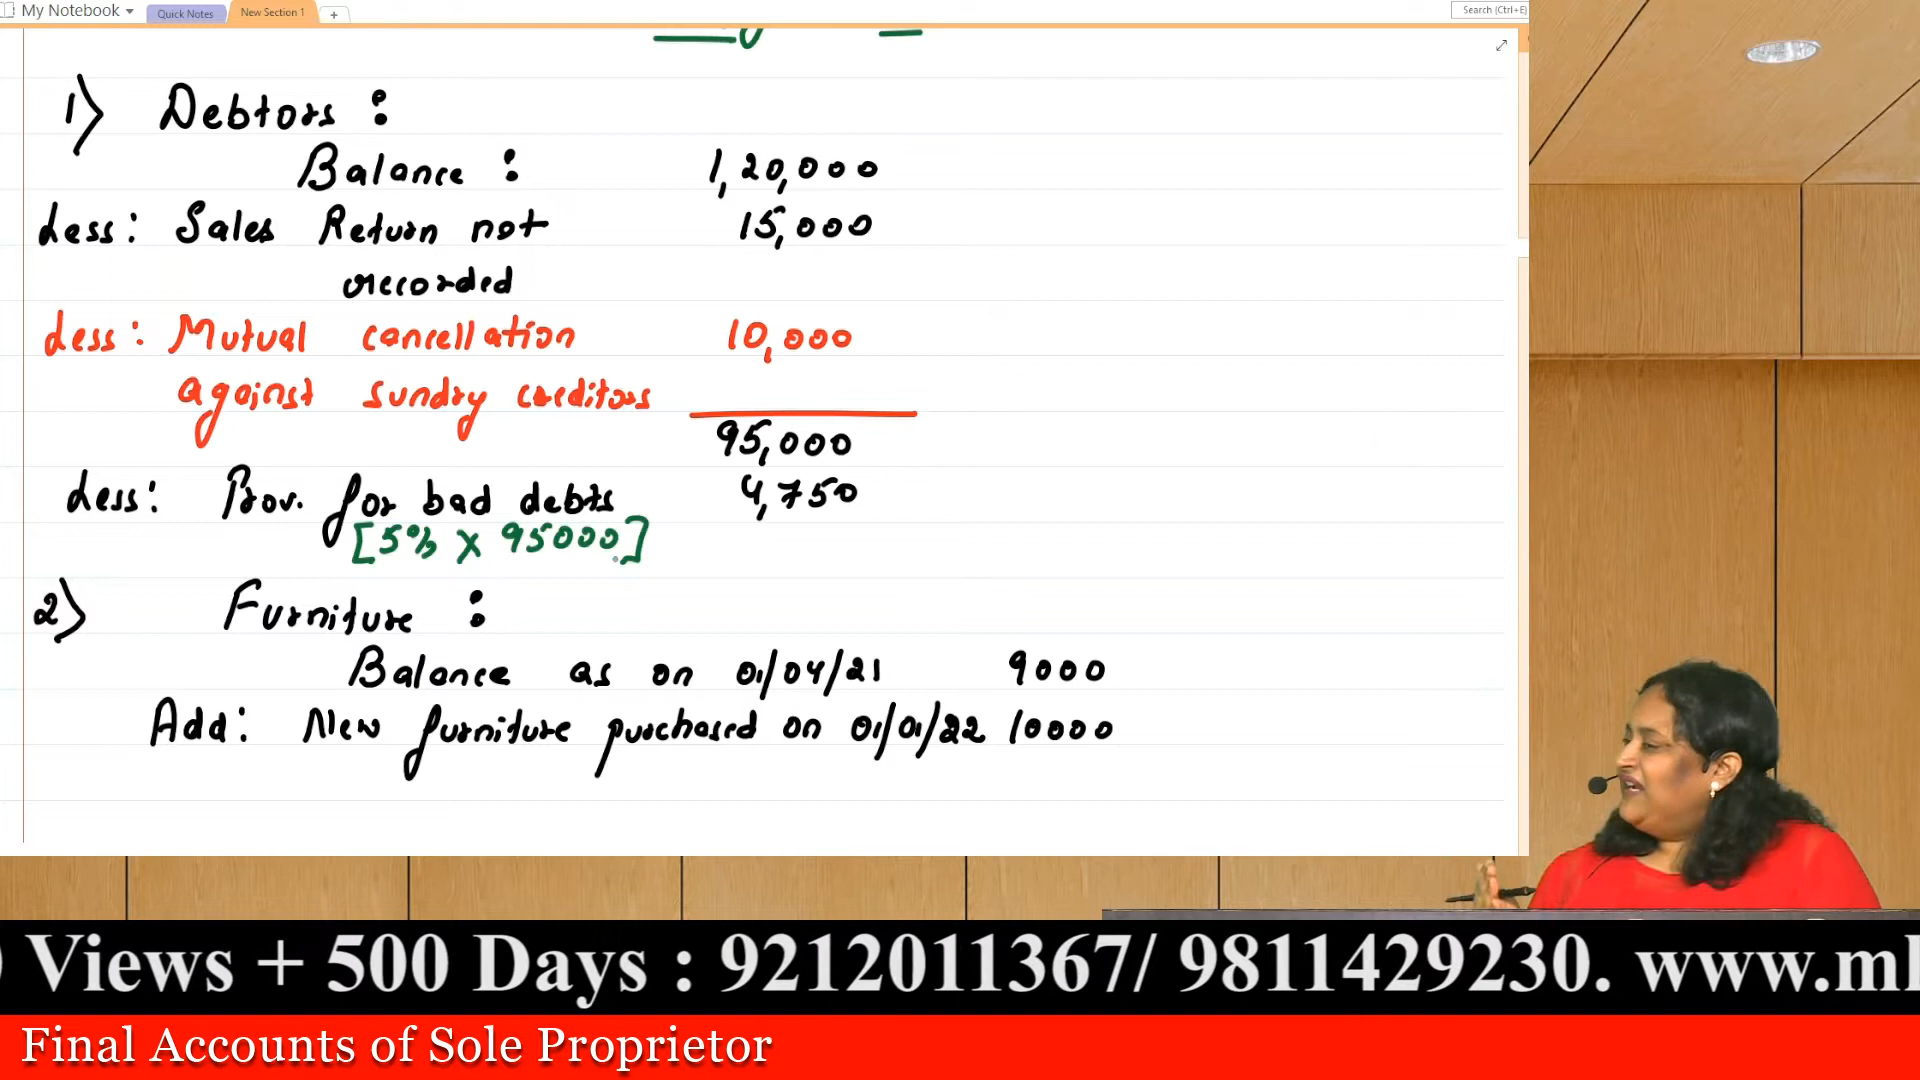 My Notebook
Quick Notes
New Section 1
+
Search (Ctrl+E)
1) Debtors :
Balance : 1,20,000
Less: Sales Return not 15,000
recorded
Less: Mutual cancellation 10,000
against sundry creditors
95,000
Less: Prov. for bad debts 4,750
[5% X 95000]
2) Furniture :
Balance as on 01/04/21 9000
Add: New furniture purchased on 01/01/22 10000
) Views + 500 Days : 9212011367/ 9811429230. www.ml
Final Accounts of Sole Proprietor